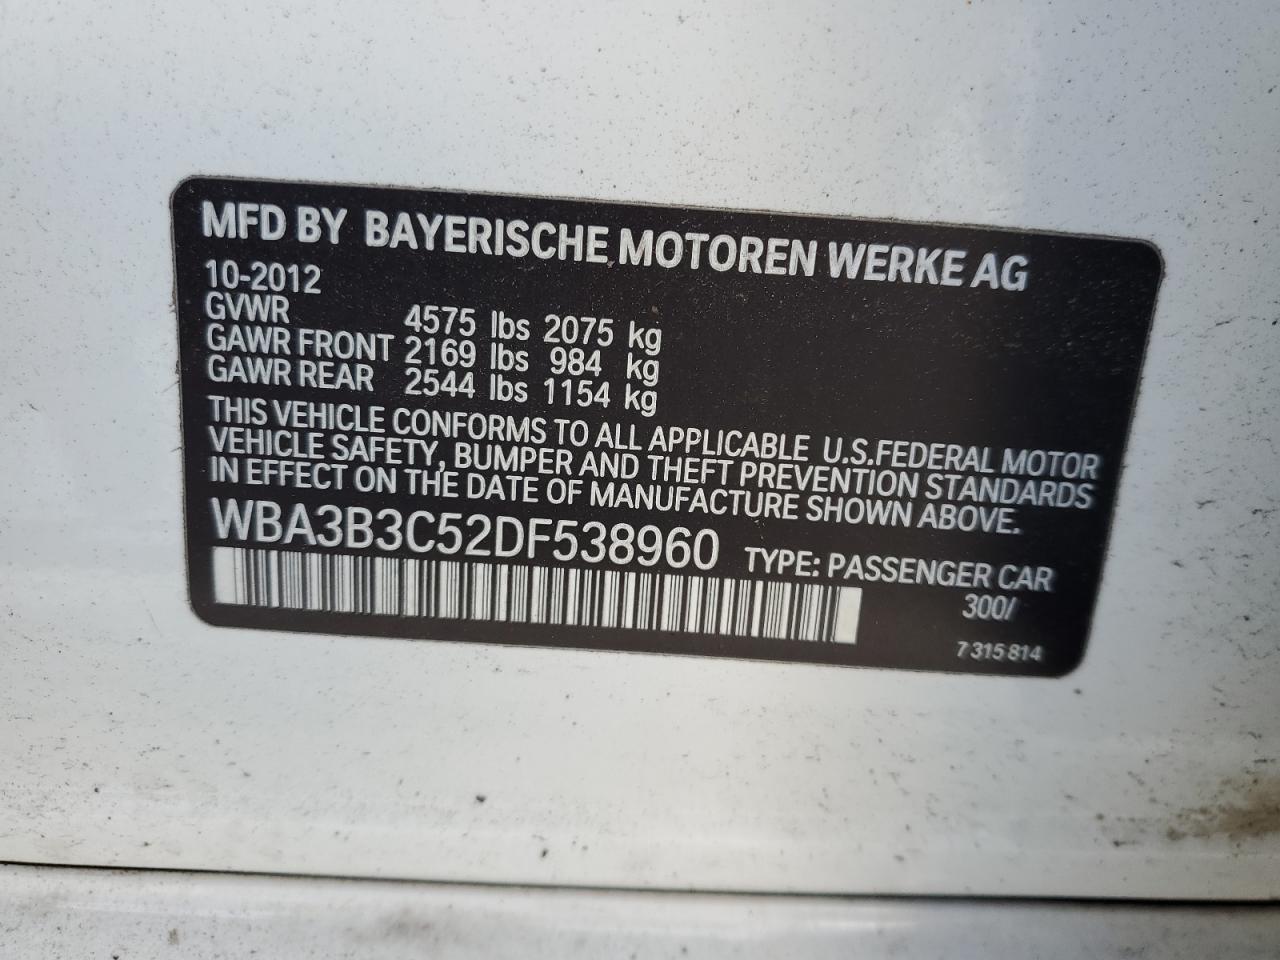 MFD BY BAYERISCHE MOTOREN WERKE AG
10-2012
GVWR 4575 lbs 2075 kg
GAWR FRONT 2169 lbs 984 kg
GAWR REAR 2544 lbs 1154 kg
THIS VEHICLE CONFORMS TO ALL APPLICABLE U.S.FEDERAL MOTOR
VEHICLE SAFETY, BUMPER AND THEFT PREVENTION STANDARDS
IN EFFECT ON THE DATE OF MANUFACTURE SHOWN ABOVE.
WBA3B3C52DF538960 TYPE: PASSENGER CAR
300/
7 315 814